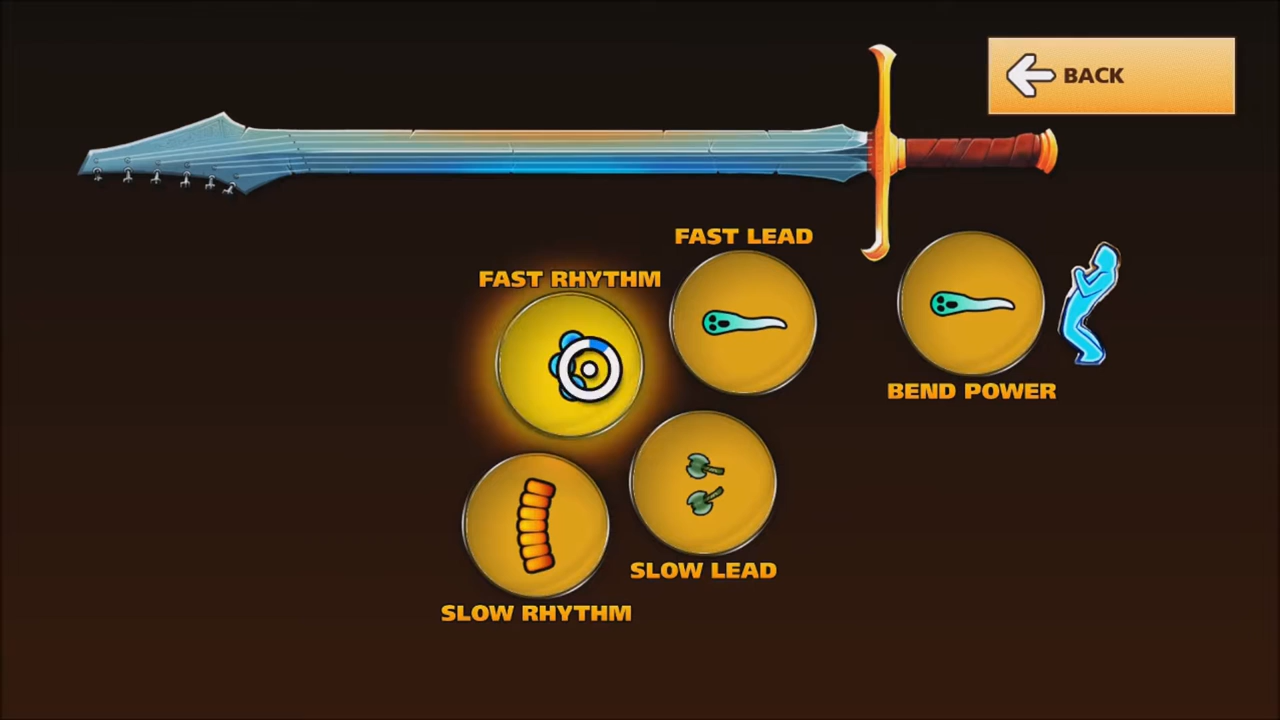 BACK
FAST LEAD
FAST RHYTHM
BEND POWER
SLOW LEAD
SLOW RHYTHM